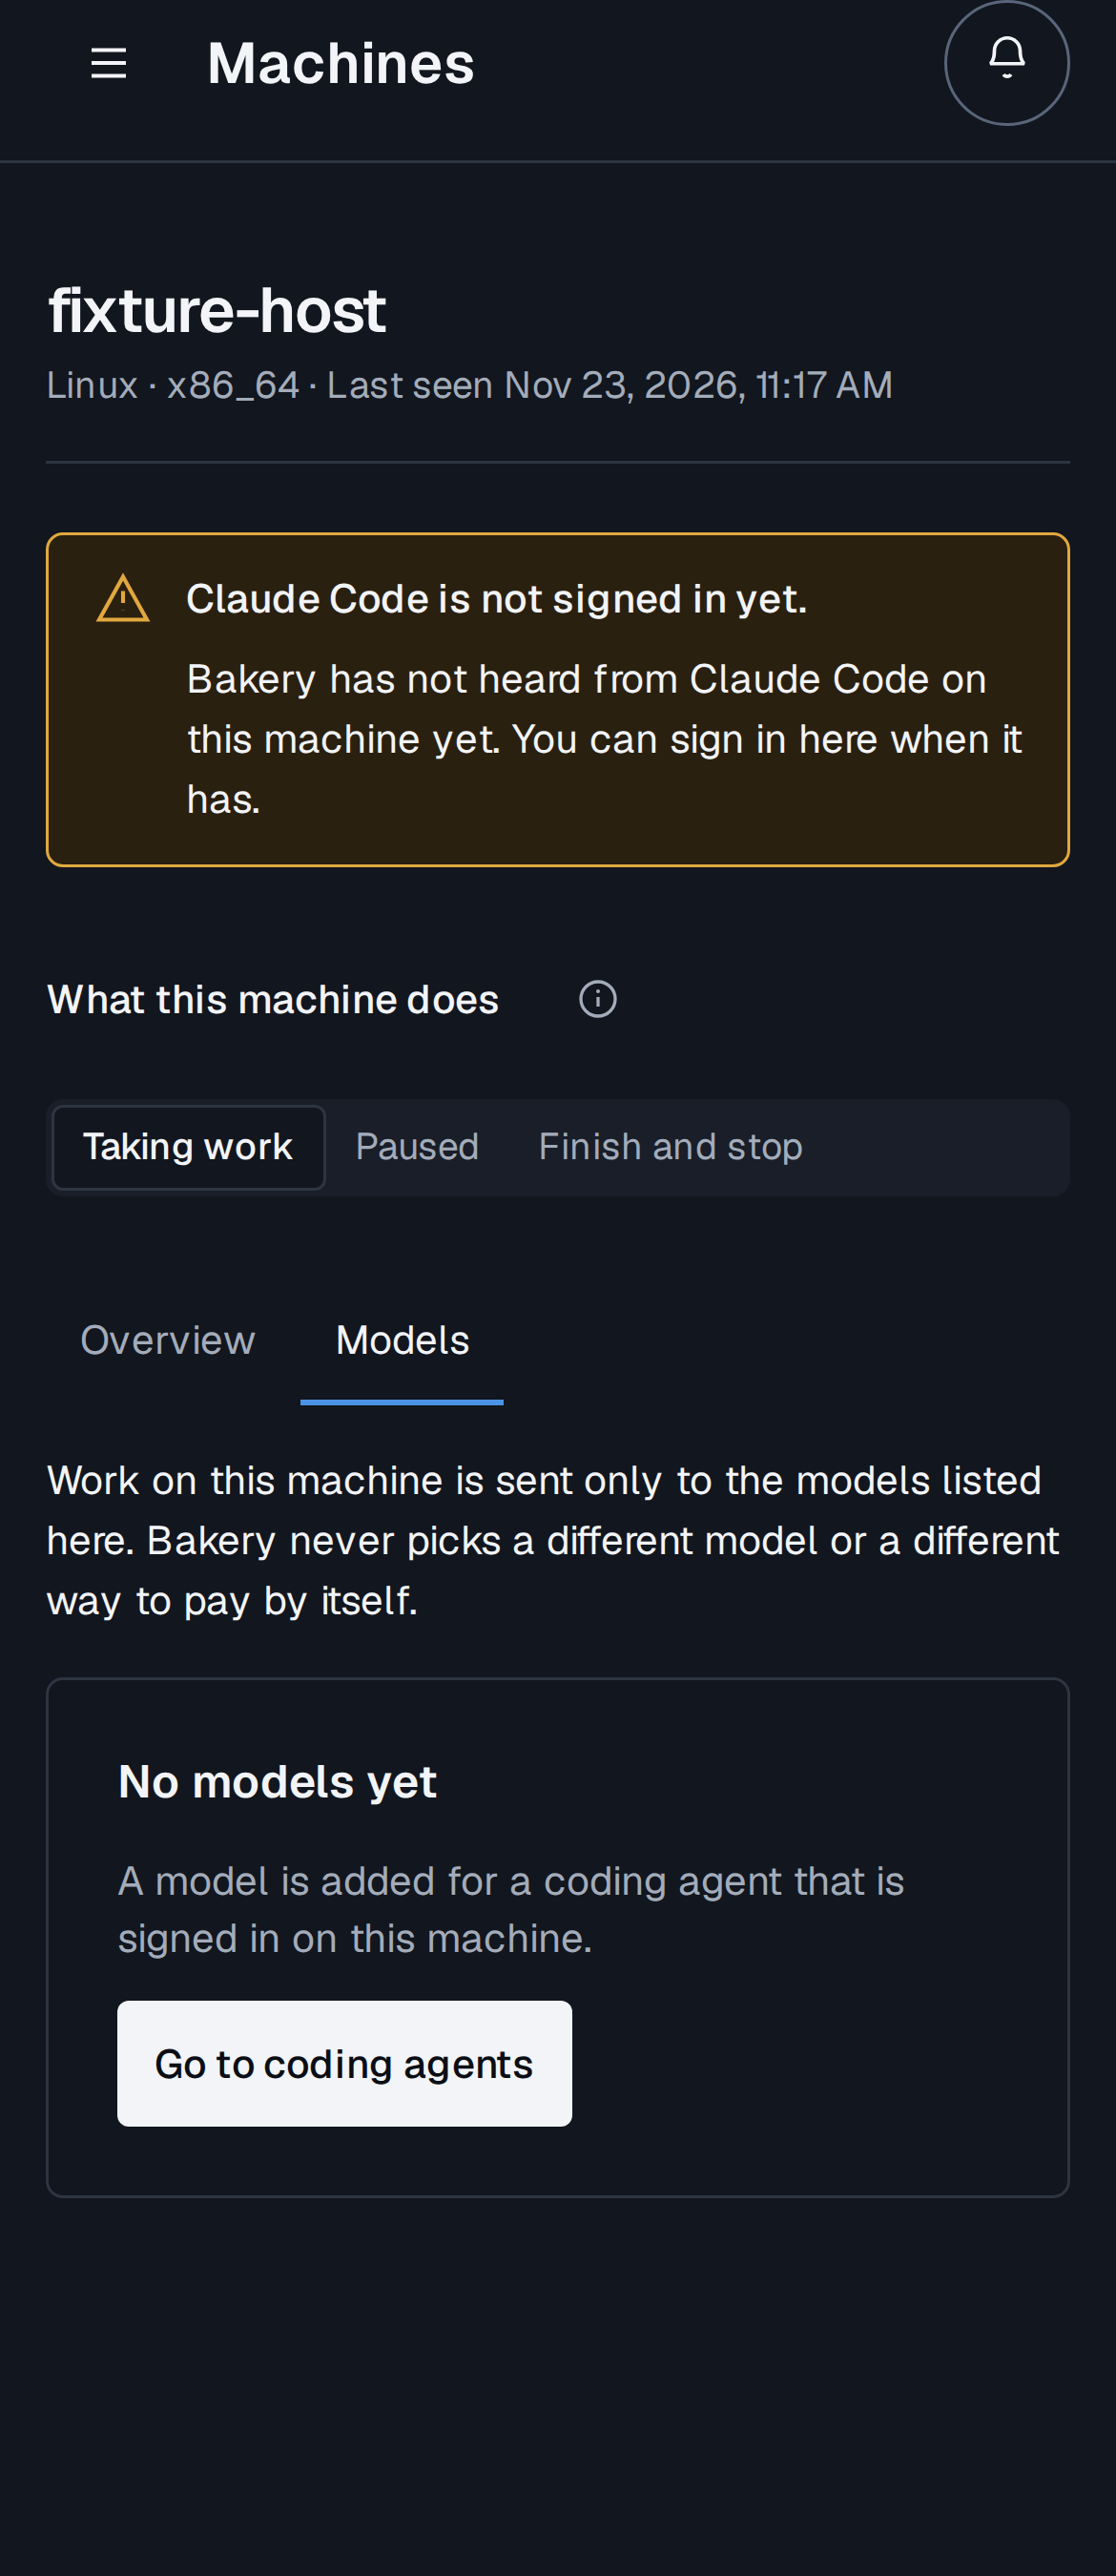 Machines
fixture-host
Linux · x86_64 · Last seen Nov 23, 2026, 11:17 AM
Claude Code is not signed in yet.
Bakery has not heard from Claude Code on
this machine yet. You can sign in here when it
has.
What this machine does
Taking work Paused Finish and stop
Overview Models
Work on this machine is sent only to the models listed
here. Bakery never picks a different model or a different
way to pay by itself.
No models yet
A model is added for a coding agent that is
signed in on this machine.
Go to coding agents